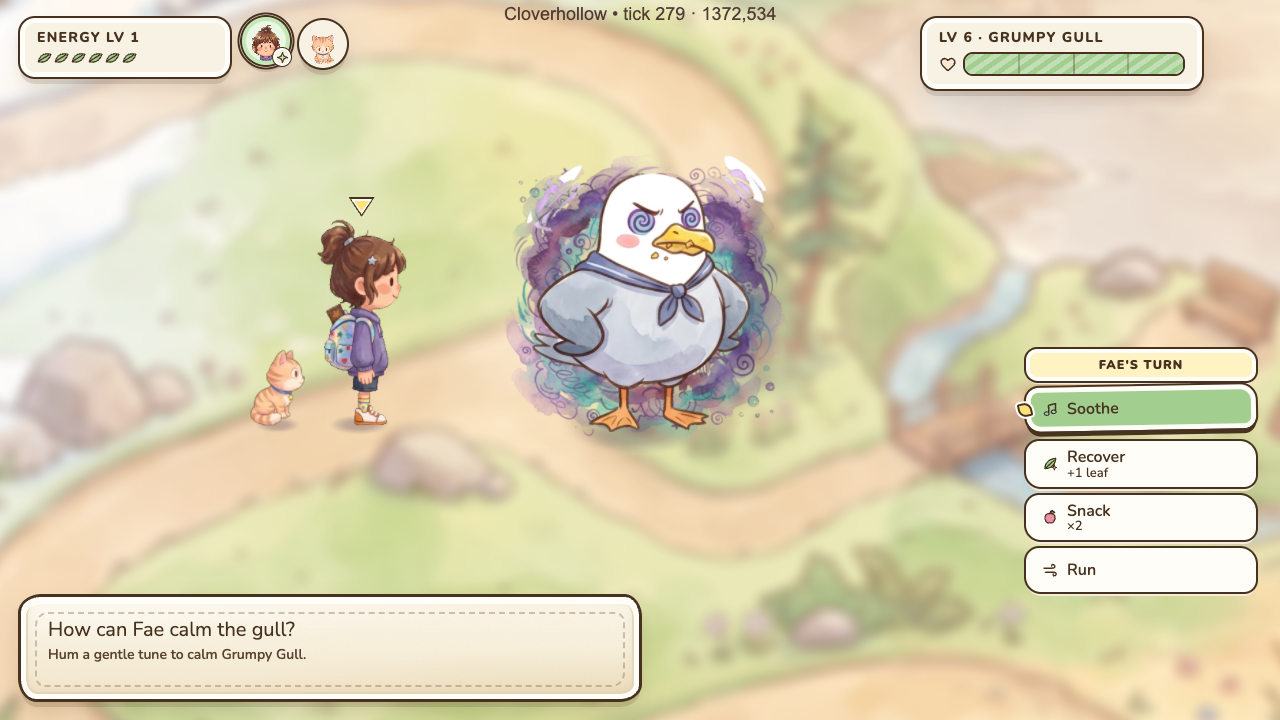 Cloverhollow • tick 279 · 1372,534
ENERGY LV 1
LV 6 · GRUMPY GULL
FAE'S TURN
Soothe
Recover
+1 leaf
Snack
×2
Run
How can Fae calm the gull?
Hum a gentle tune to calm Grumpy Gull.